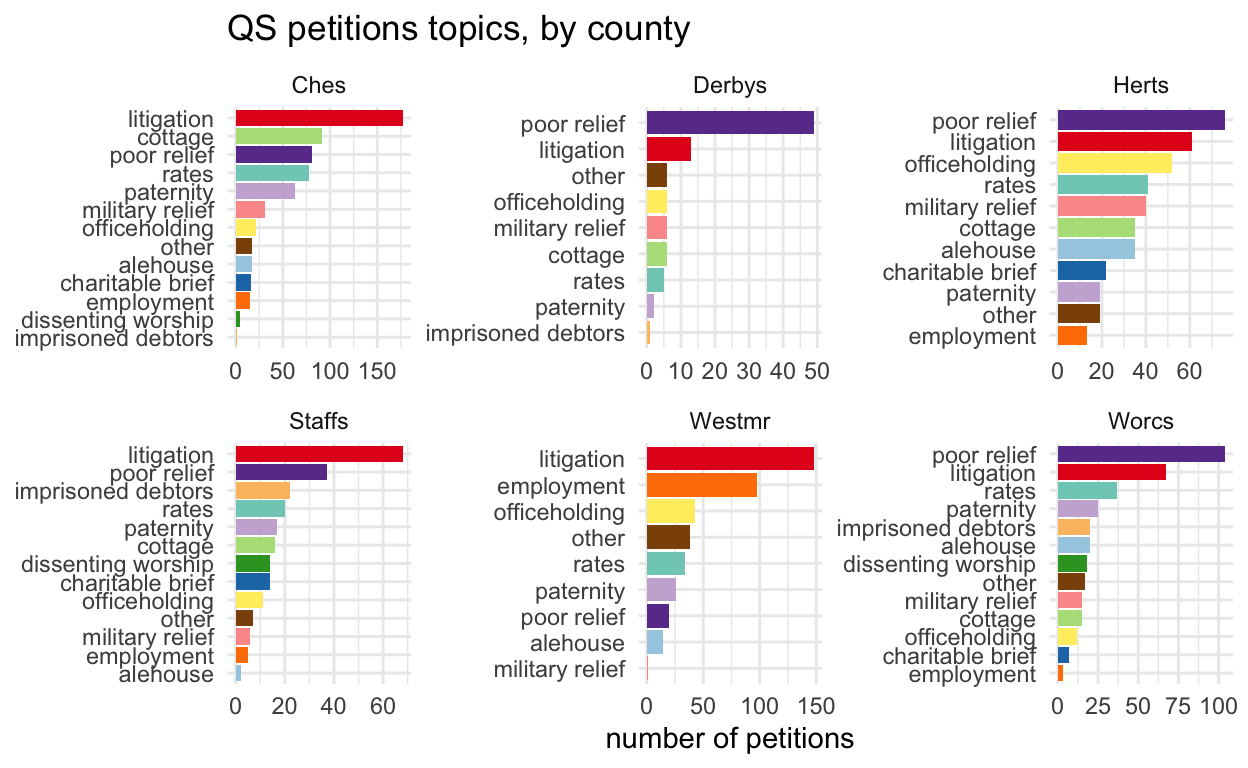 QS petitions topics, by county
Ches
litigation
cottage
poor relief
rates
paternity
military relief
officeholding
other
alehouse
charitable brief
employment
dissenting worship
imprisoned debtors
0 50 100 150
Derbys
poor relief
litigation
other
officeholding
military relief
cottage
rates
paternity
imprisoned debtors
0 10 20 30 40 50
Herts
poor relief
litigation
officeholding
rates
military relief
cottage
alehouse
charitable brief
paternity
other
employment
0 20 40 60
Staffs
litigation
poor relief
imprisoned debtors
rates
paternity
cottage
dissenting worship
charitable brief
officeholding
other
military relief
employment
alehouse
0 20 40 60
Westmr
litigation
employment
officeholding
other
rates
paternity
poor relief
alehouse
military relief
0 50 100 150
Worcs
poor relief
litigation
rates
paternity
imprisoned debtors
alehouse
dissenting worship
other
military relief
cottage
officeholding
charitable brief
employment
0 25 50 75 100
number of petitions